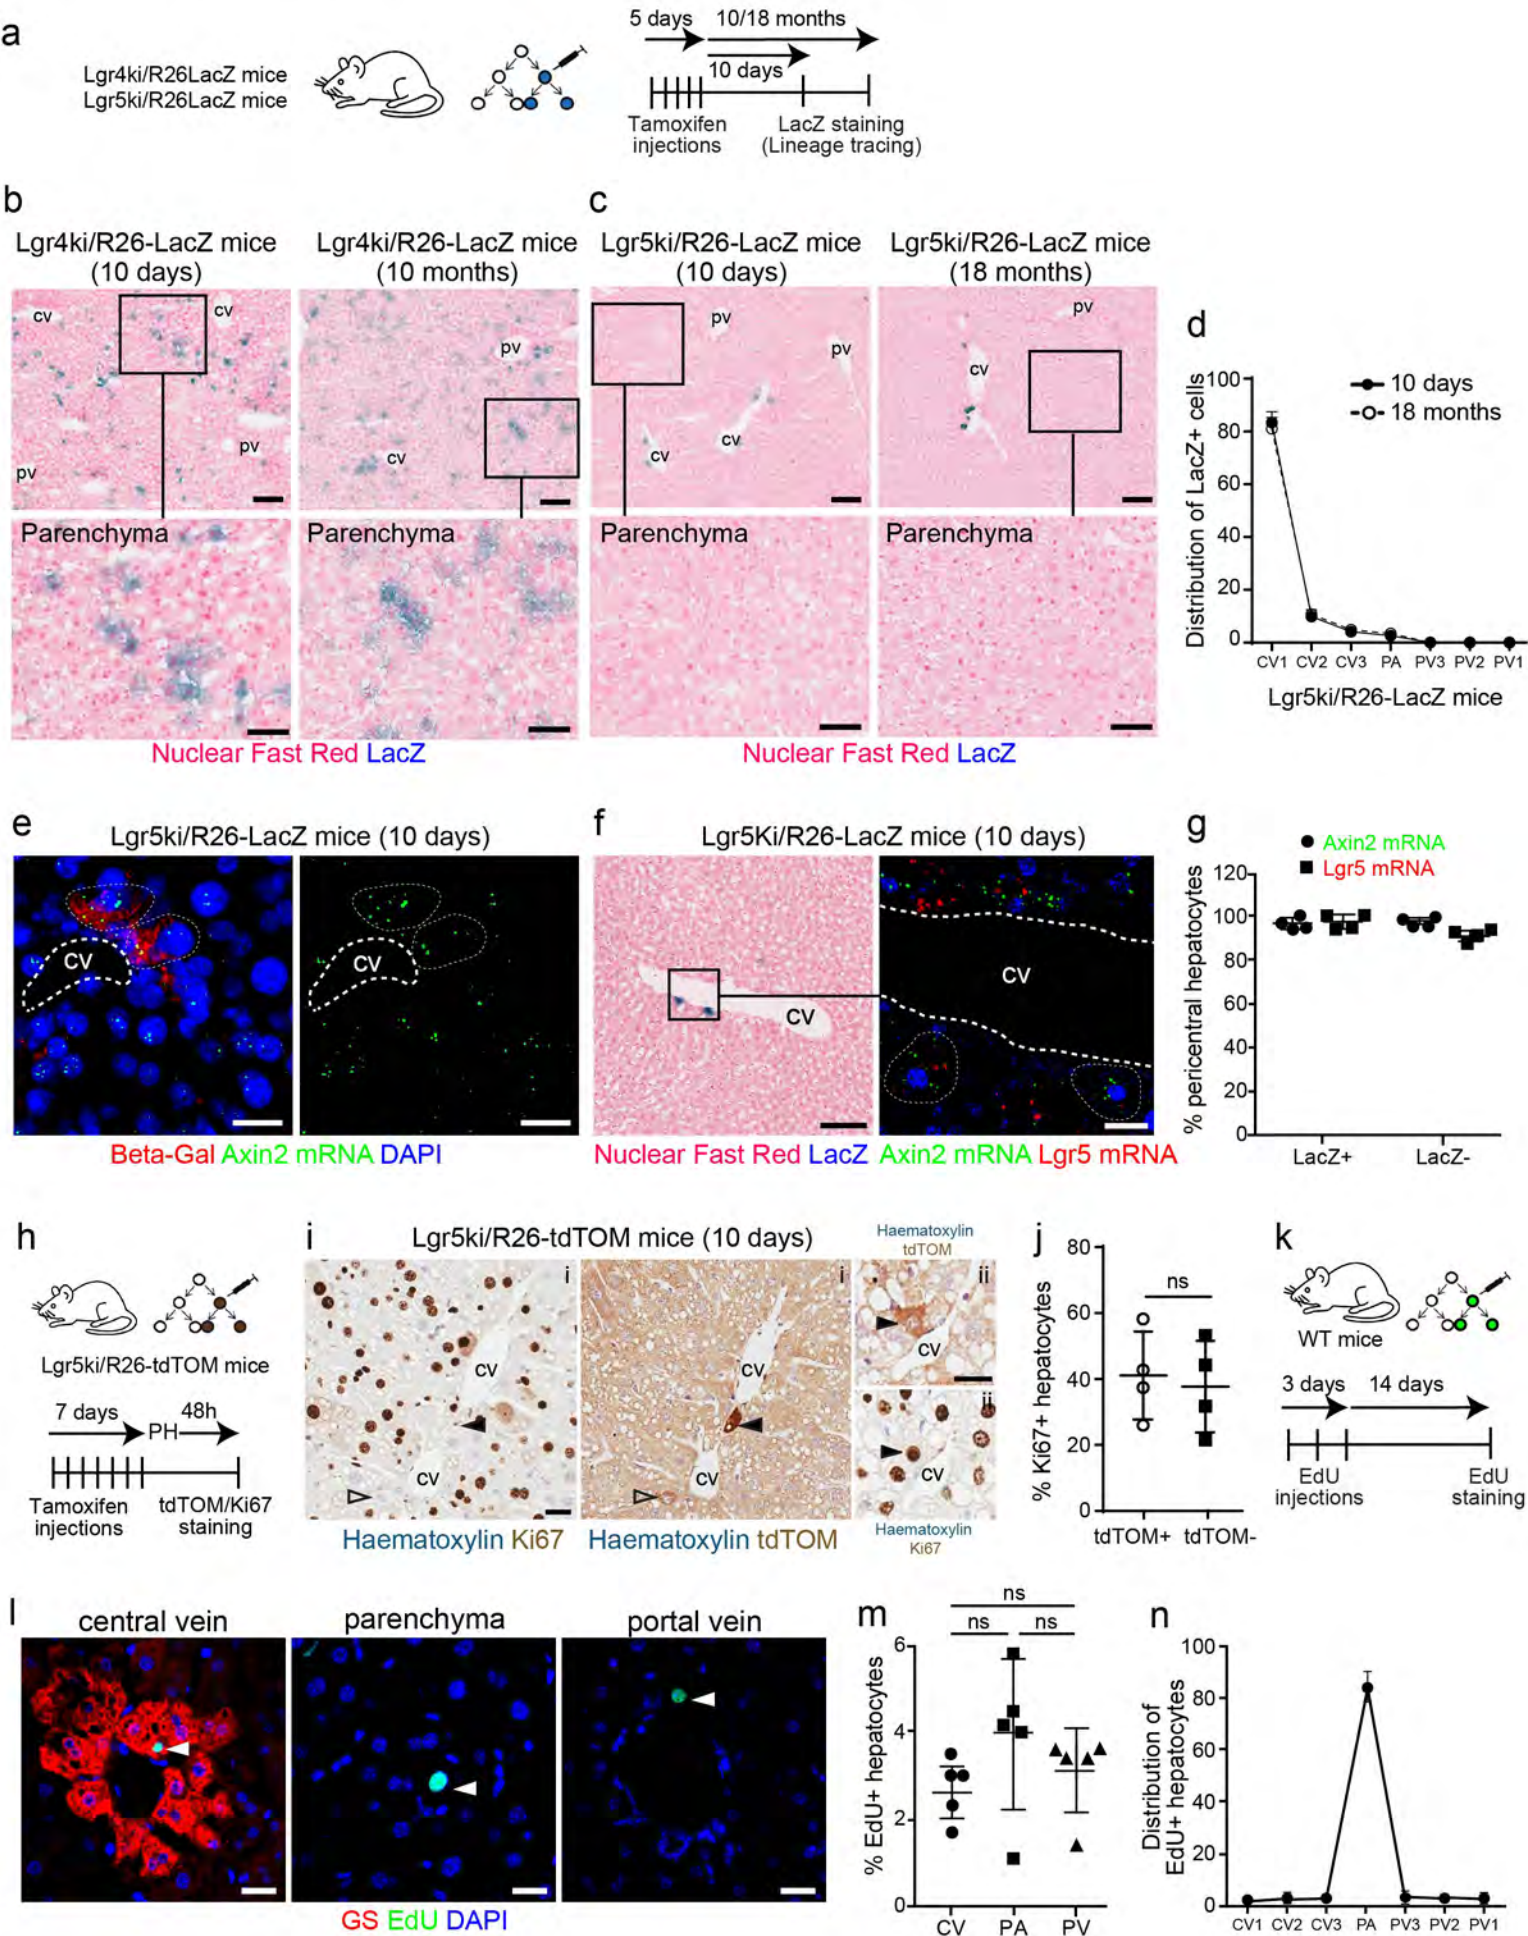 a
Lgr4ki/R26LacZ mice
Lgr5ki/R26LacZ mice
5 days
10/18 months
10 days
Tamoxifen
injections
LacZ staining
(Lineage tracing)
b
Lgr4ki/R26-LacZ mice
(10 days)
Lgr4ki/R26-LacZ mice
(10 months)
cv
cv
pv
pv
pv
cv
Parenchyma
Parenchyma
Nuclear Fast Red LacZ
c
Lgr5ki/R26-LacZ mice
(10 days)
Lgr5ki/R26-LacZ mice
(18 months)
pv
pv
cv
cv
pv
cv
Parenchyma
Parenchyma
Nuclear Fast Red LacZ
d
Distribution of LacZ+ cells
100
80
60
40
20
0
10 days
18 months
CV1 CV2 CV3 PA PV3 PV2 PV1
Lgr5ki/R26-LacZ mice
e
Lgr5ki/R26-LacZ mice (10 days)
cv
cv
Beta-Gal Axin2 mRNA DAPI
f
Lgr5Ki/R26-LacZ mice (10 days)
cv
cv
Nuclear Fast Red LacZ
Axin2 mRNA Lgr5 mRNA
g
Axin2 mRNA
Lgr5 mRNA
% pericentral hepatocytes
120
100
80
60
40
20
0
LacZ+ LacZ-
h
Lgr5ki/R26-tdTOM mice
7 days
PH
48h
Tamoxifen
injections
tdTOM/Ki67
staining
i
Lgr5ki/R26-tdTOM mice (10 days)
i
cv
cv
Haematoxylin Ki67
i
cv
cv
Haematoxylin tdTOM
Haematoxylin
tdTOM
ii
cv
ii
cv
Haematoxylin
Ki67
j
% Ki67+ hepatocytes
80
60
40
20
0
ns
tdTOM+ tdTOM-
k
WT mice
3 days
14 days
EdU
injections
EdU
staining
l
central vein
parenchyma
portal vein
GS EdU DAPI
m
% EdU+ hepatocytes
6
4
2
0
ns
ns
ns
CV PA PV
n
Distribution of
EdU+ hepatocytes
100
80
60
40
20
0
CV1 CV2 CV3 PA PV3 PV2 PV1